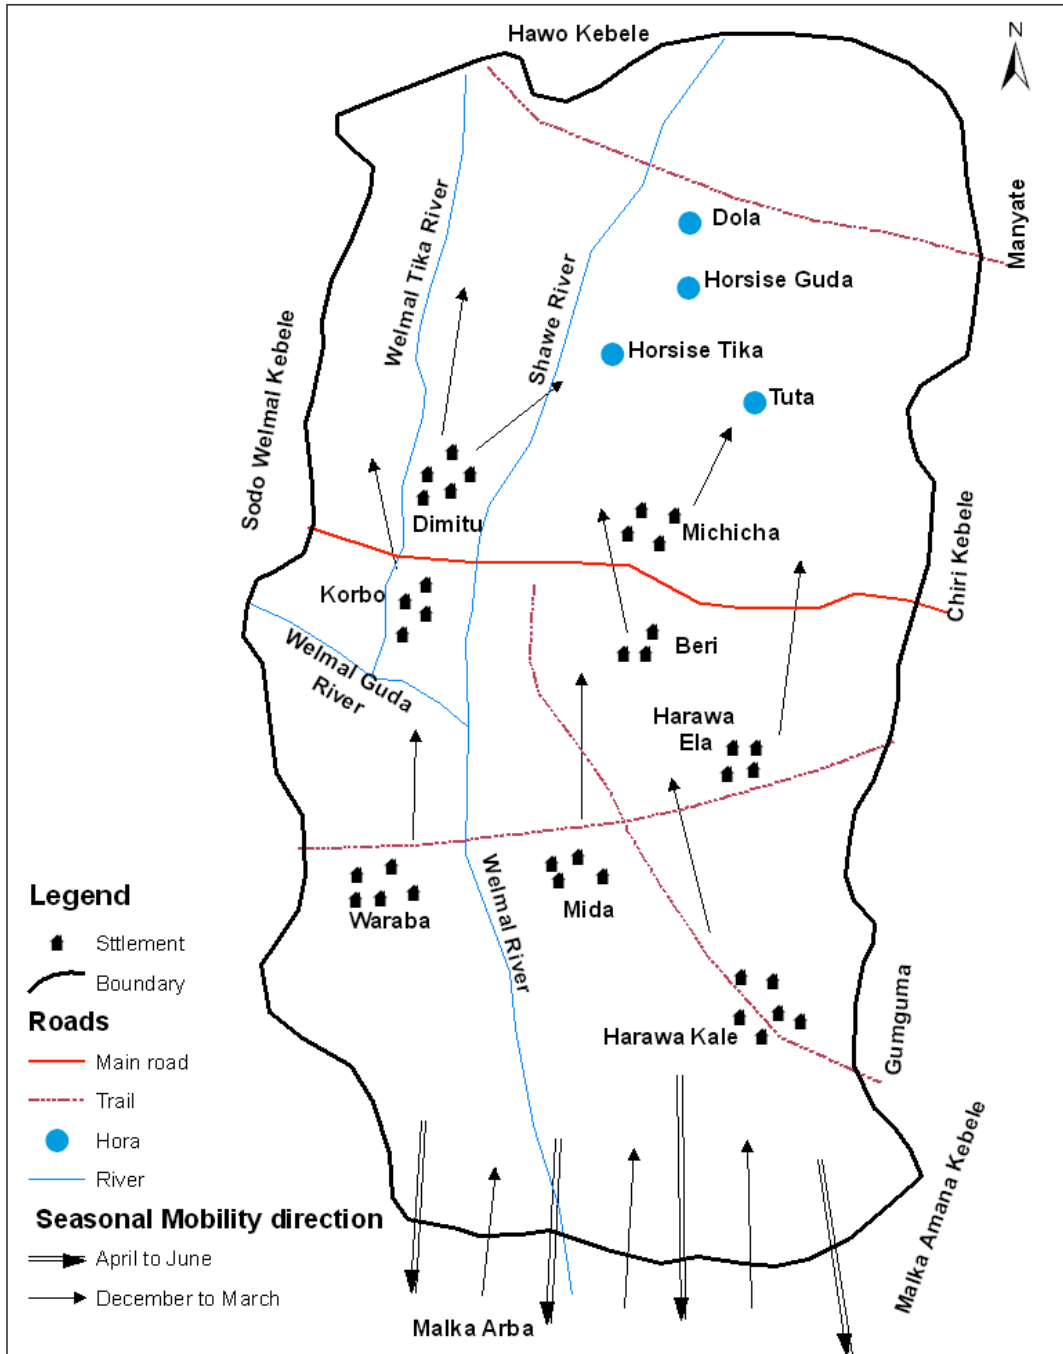 Hawo Kebele
N
Manyate
Dola
Welmal Tika River
Horsise Guda
Shawe River
Horsise Tika
Sodo Welmal Kebele
Tuta
Dimitu
Michicha
Chiri Kebele
Korbo
Beri
Welmal Guda
River
Harawa
Ela
Welmal River
Mida
Waraba
Harawa Kale
Gumguma
Malka Amana Kebele
Malka Arba
Legend
Sttlement
Boundary
Roads
Main road
Trail
Hora
River
Seasonal Mobility direction
April to June
December to March